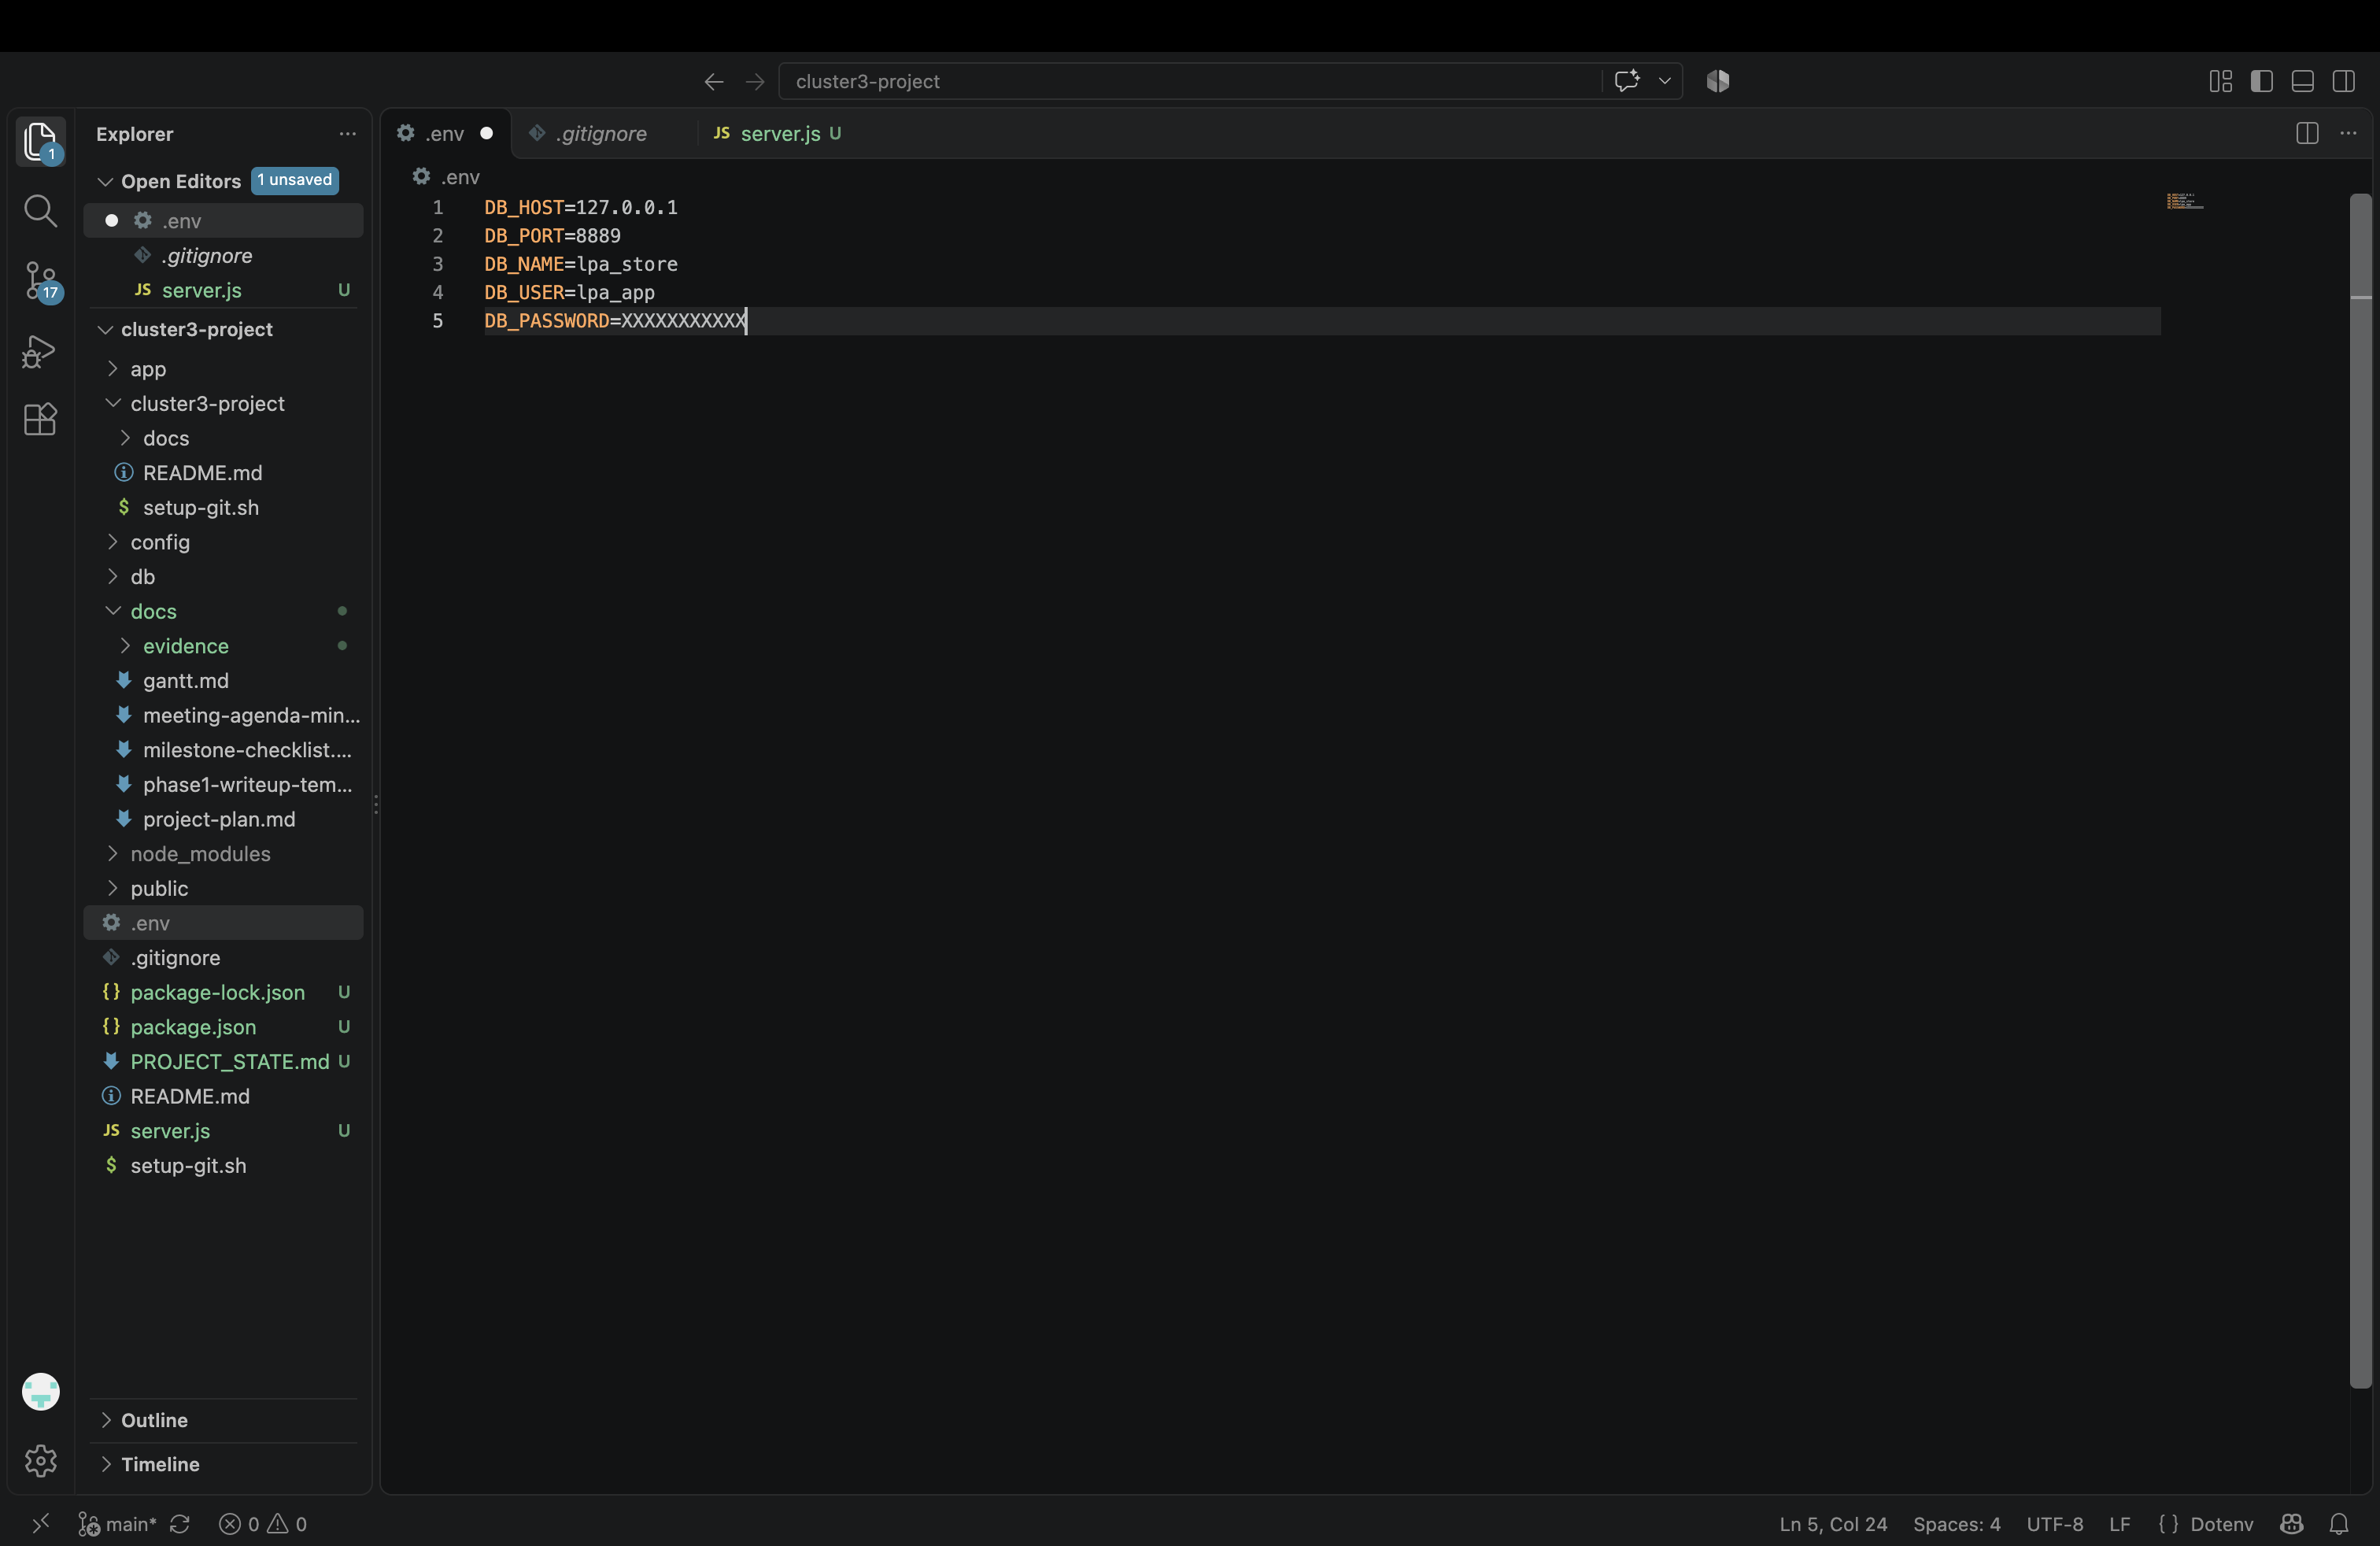 cluster3-project
Explorer
Open Editors 1 unsaved
.env
.gitignore
JS server.js U
cluster3-project
app
cluster3-project
docs
README.md
$ setup-git.sh
config
db
docs
evidence
gantt.md
meeting-agenda-min...
milestone-checklist....
phase1-writeup-tem...
project-plan.md
node_modules
public
.env
.gitignore
{} package-lock.json U
{} package.json U
PROJECT_STATE.md U
README.md
JS server.js U
$ setup-git.sh
Outline
Timeline
1
17
.env .gitignore JS server.js U
.env
1 DB_HOST=127.0.0.1
2 DB_PORT=8889
3 DB_NAME=lpa_store
4 DB_USER=lpa_app
5 DB_PASSWORD=XXXXXXXXXXX
main* 0 0 Ln 5, Col 24 Spaces: 4 UTF-8 LF {} Dotenv